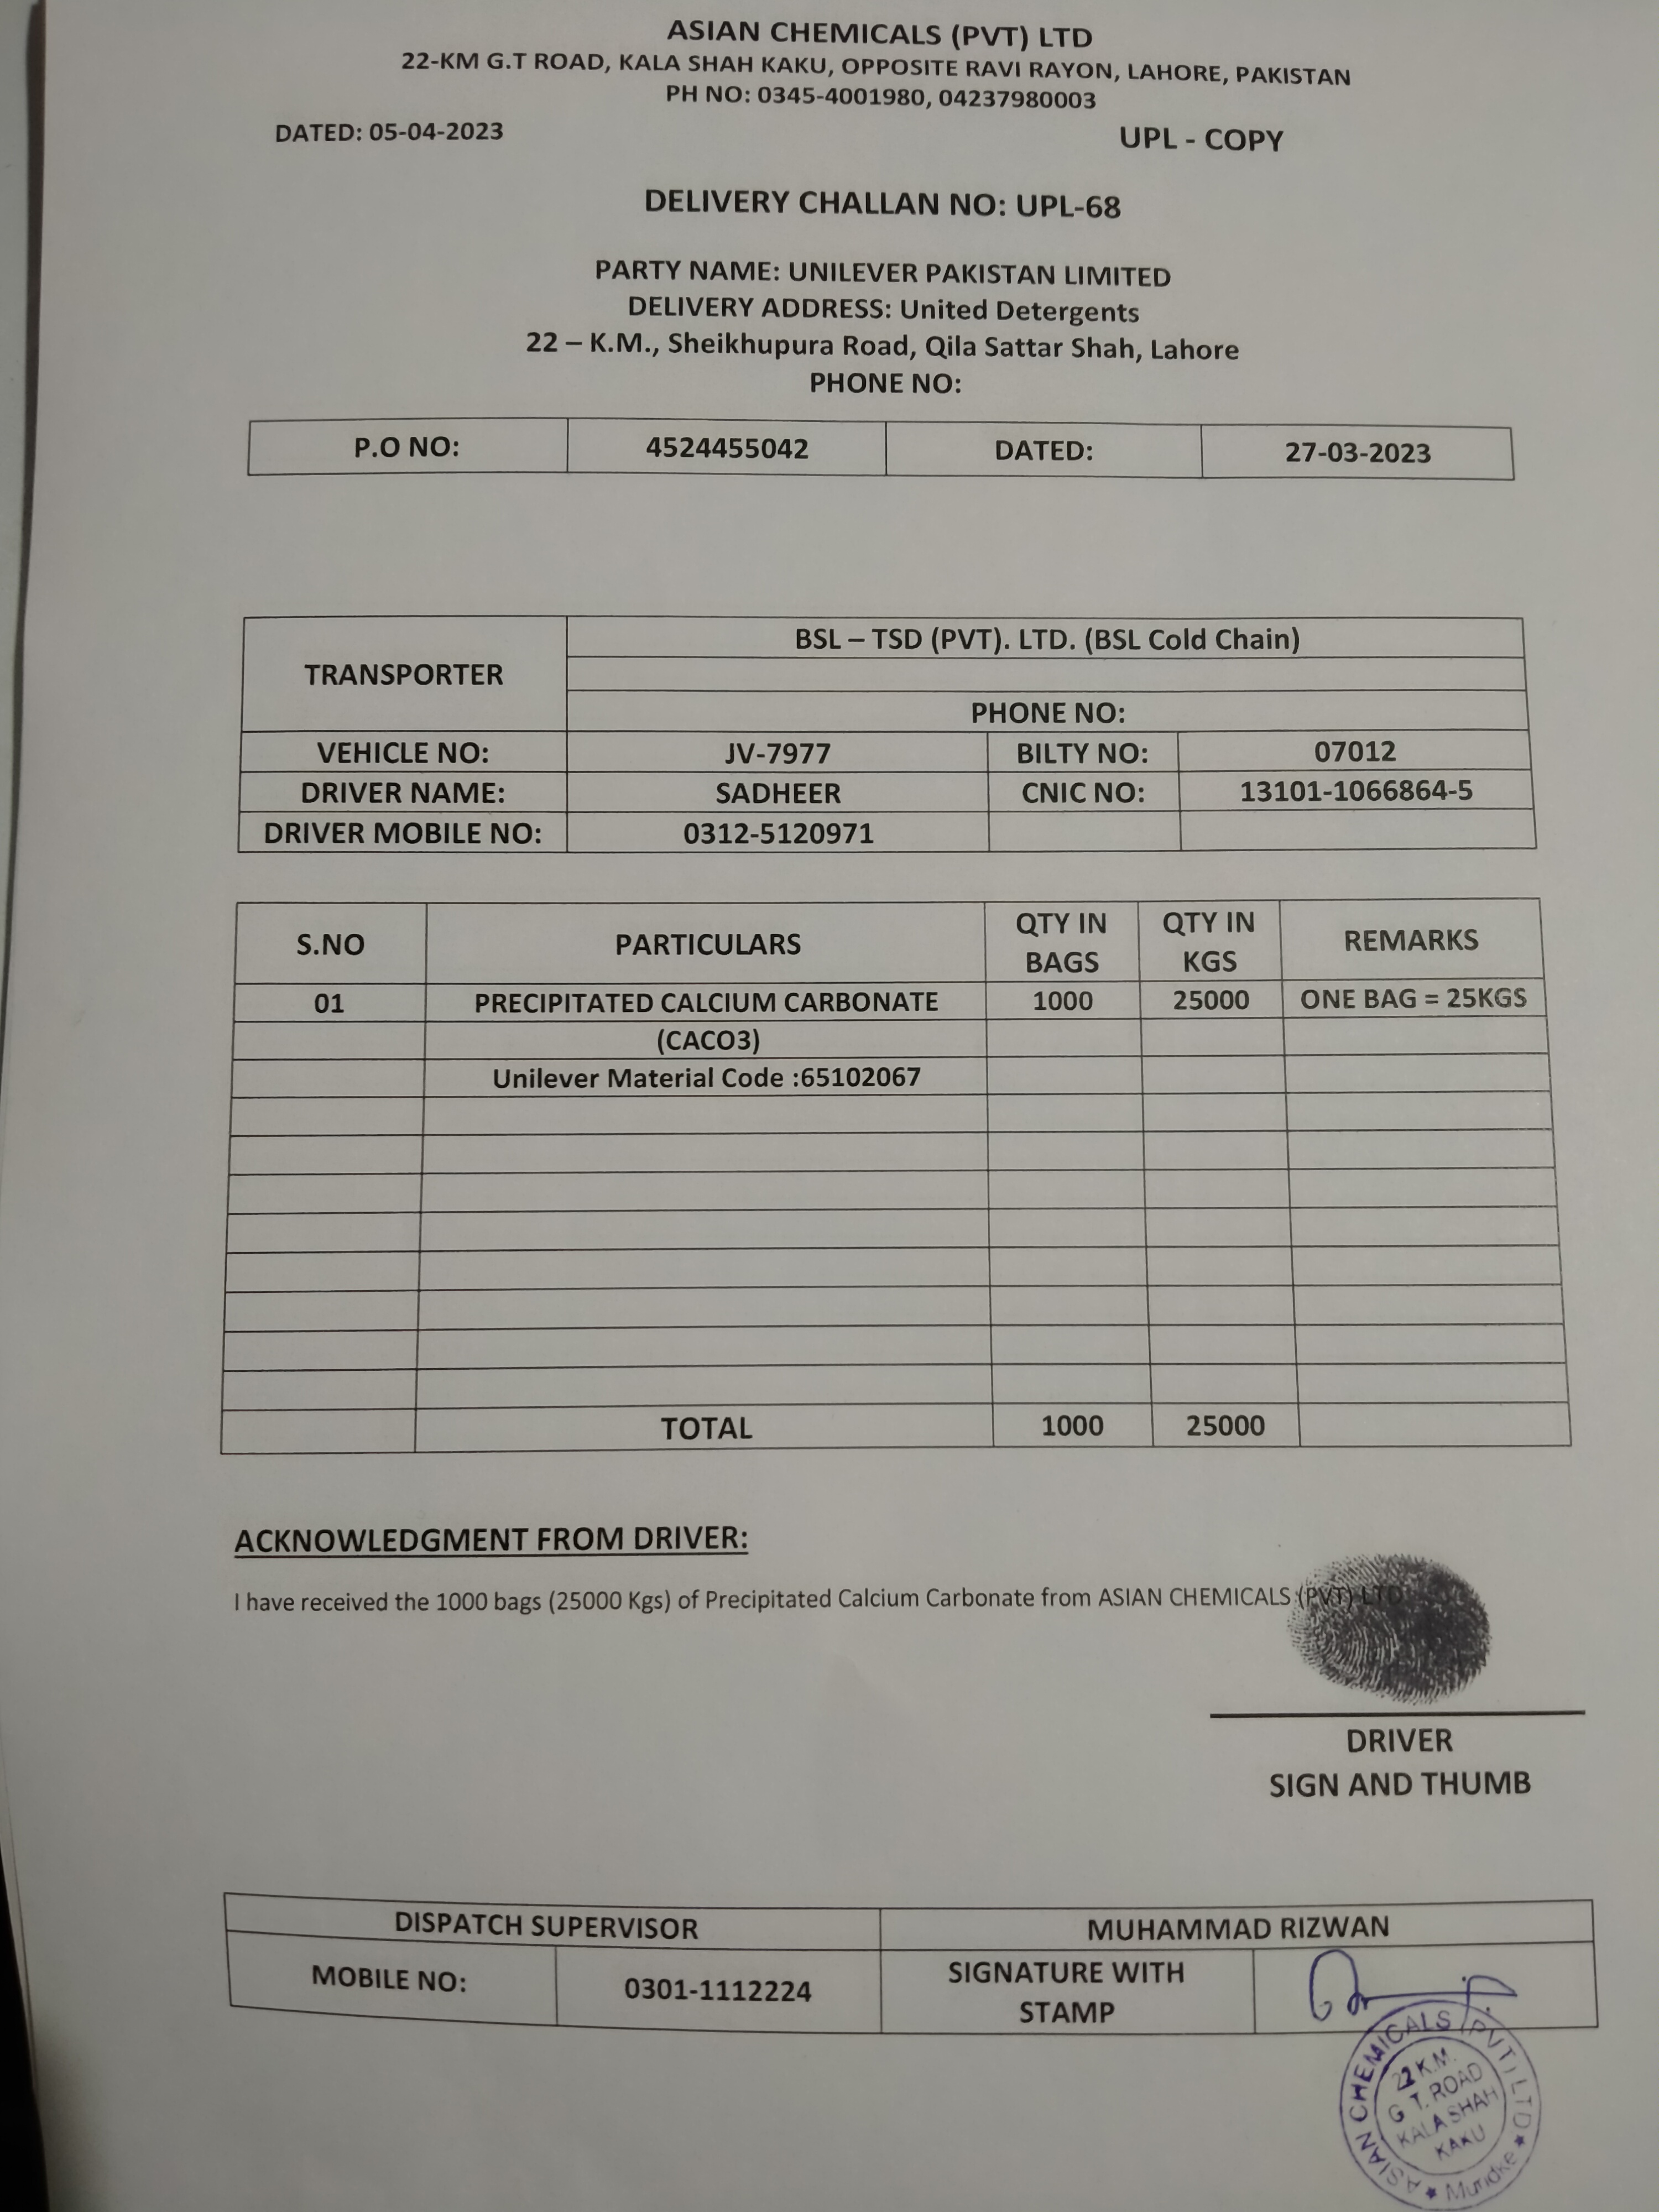 ASIAN CHEMICALS (PVT) LTD
22-KM G.T ROAD, KALA SHAH KAKU, OPPOSITE RAVI RAYON, LAHORE, PAKISTAN
PH NO: 0345-4001980, 04237980003
DATED: 05-04-2023 UPL - COPY
DELIVERY CHALLAN NO: UPL-68
PARTY NAME: UNILEVER PAKISTAN LIMITED
DELIVERY ADDRESS: United Detergents
22 – K.M., Sheikhupura Road, Qila Sattar Shah, Lahore
PHONE NO:
P.O NO: 4524455042 DATED: 27-03-2023
TRANSPORTER BSL – TSD (PVT). LTD. (BSL Cold Chain)
PHONE NO:
VEHICLE NO: JV-7977 BILTY NO: 07012
DRIVER NAME: SADHEER CNIC NO: 13101-1066864-5
DRIVER MOBILE NO: 0312-5120971
S.NO PARTICULARS QTY IN BAGS QTY IN KGS REMARKS
01 PRECIPITATED CALCIUM CARBONATE 1000 25000 ONE BAG = 25KGS
(CACO3)
Unilever Material Code :65102067
TOTAL 1000 25000
ACKNOWLEDGMENT FROM DRIVER:
I have received the 1000 bags (25000 Kgs) of Precipitated Calcium Carbonate from ASIAN CHEMICALS (PVT) LTD
DRIVER
SIGN AND THUMB
DISPATCH SUPERVISOR MUHAMMAD RIZWAN
MOBILE NO: 0301-1112224 SIGNATURE WITH STAMP
ASIAN CHEMICALS (PVT) LTD
22 K.M.
G T. ROAD
KALA SHAH
KAKU
Muridke